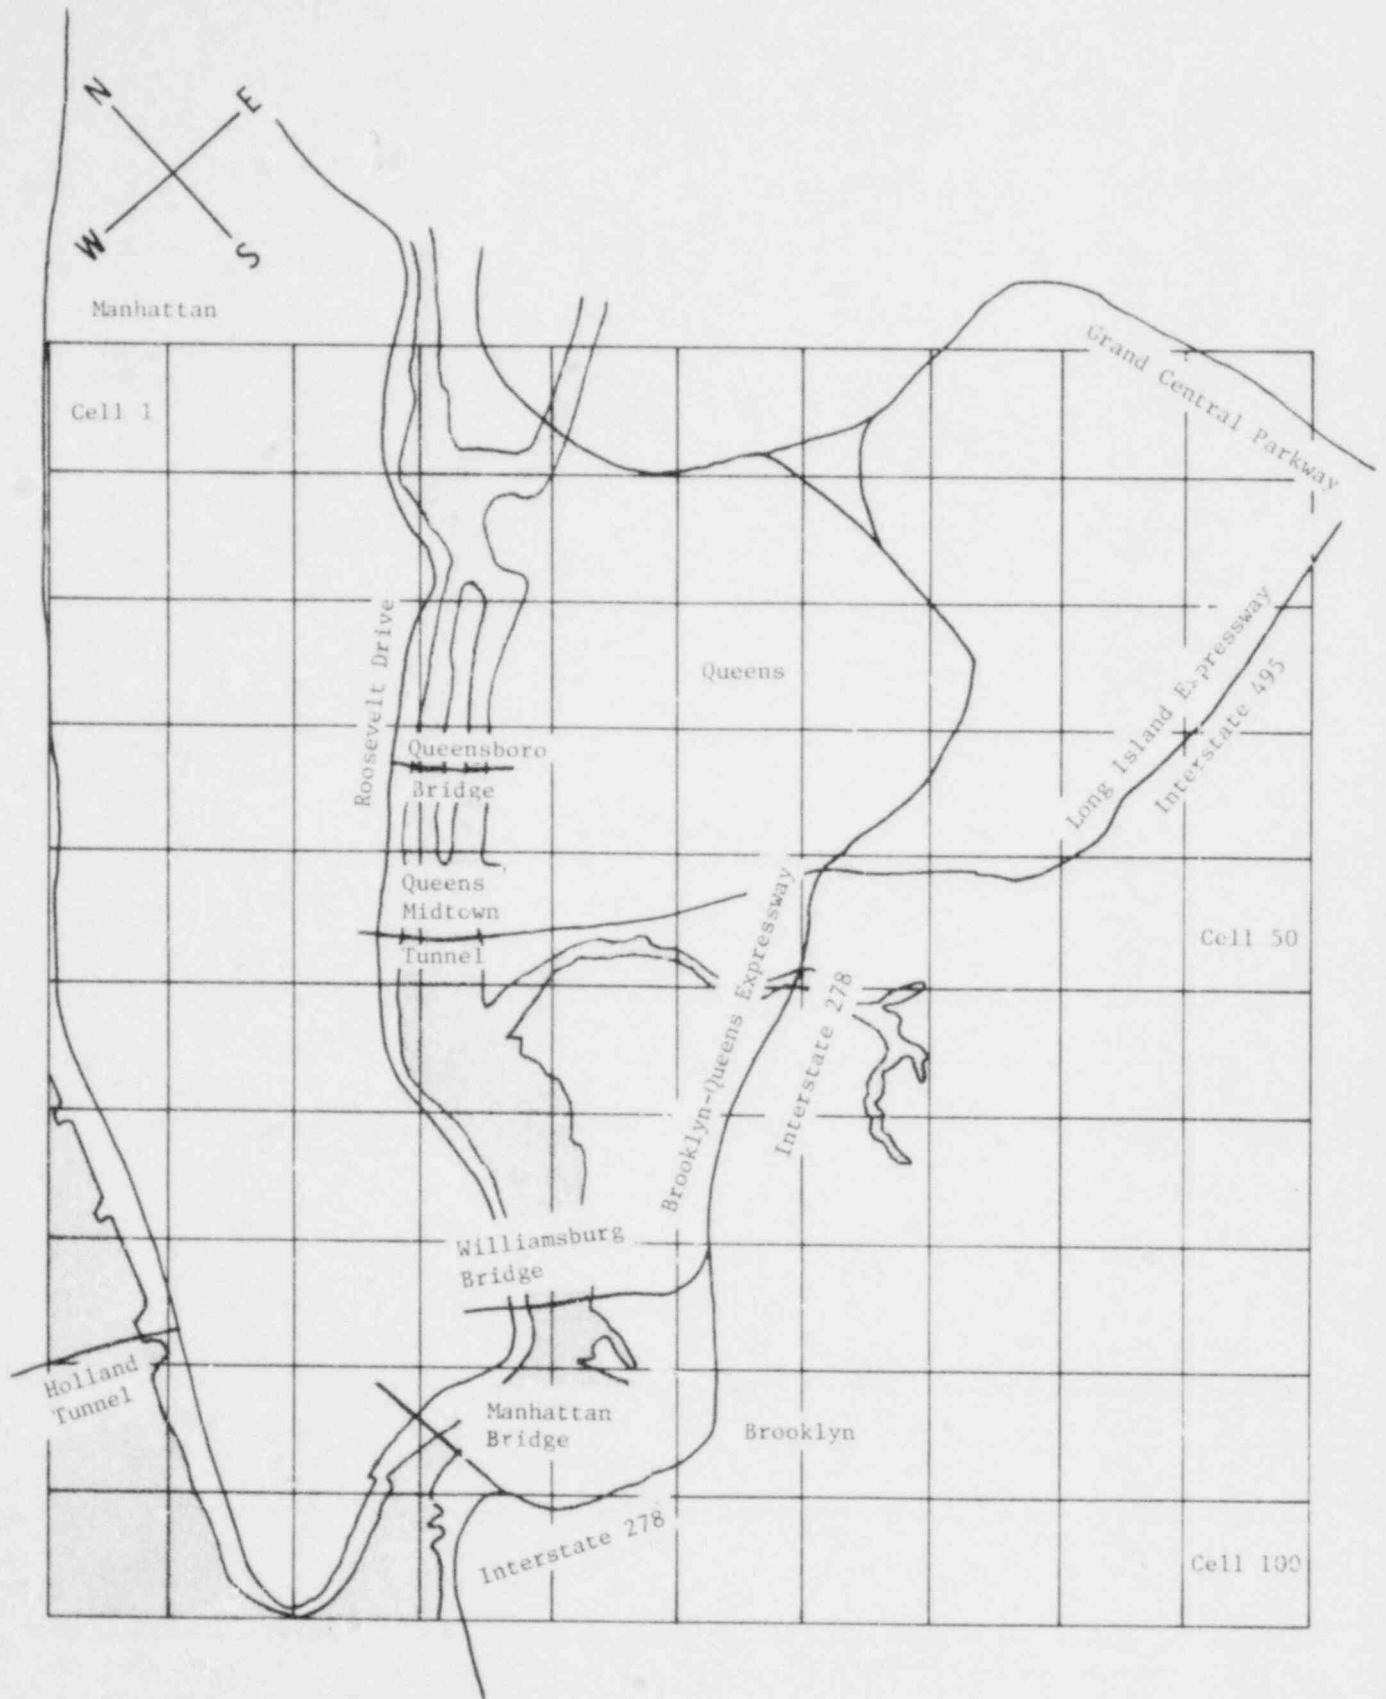 N
E
W
S
Manhattan
Grand Central Parkway
Cell 1
Roosevelt Drive
Queens
Long Island Expressway
Interstate 495
Queensboro
Bridge
Queens
Midtown
Tunnel
Brooklyn-Queens Expressway
Cell 50
Interstate 278
Williamsburg
Bridge
Holland
Tunnel
Manhattan
Bridge
Brooklyn
Interstate 278
Cell 100